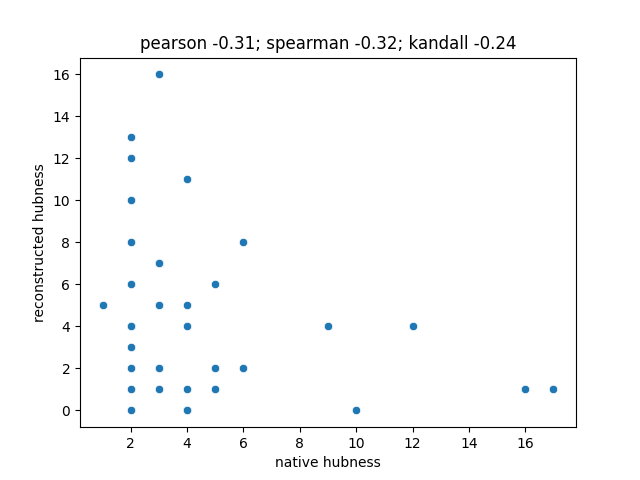 pearson -0.31; spearman -0.32; kandall -0.24
reconstructed hubness
16
14
12
10
8
6
4
2
0
2 4 6 8 10 12 14 16
native hubness